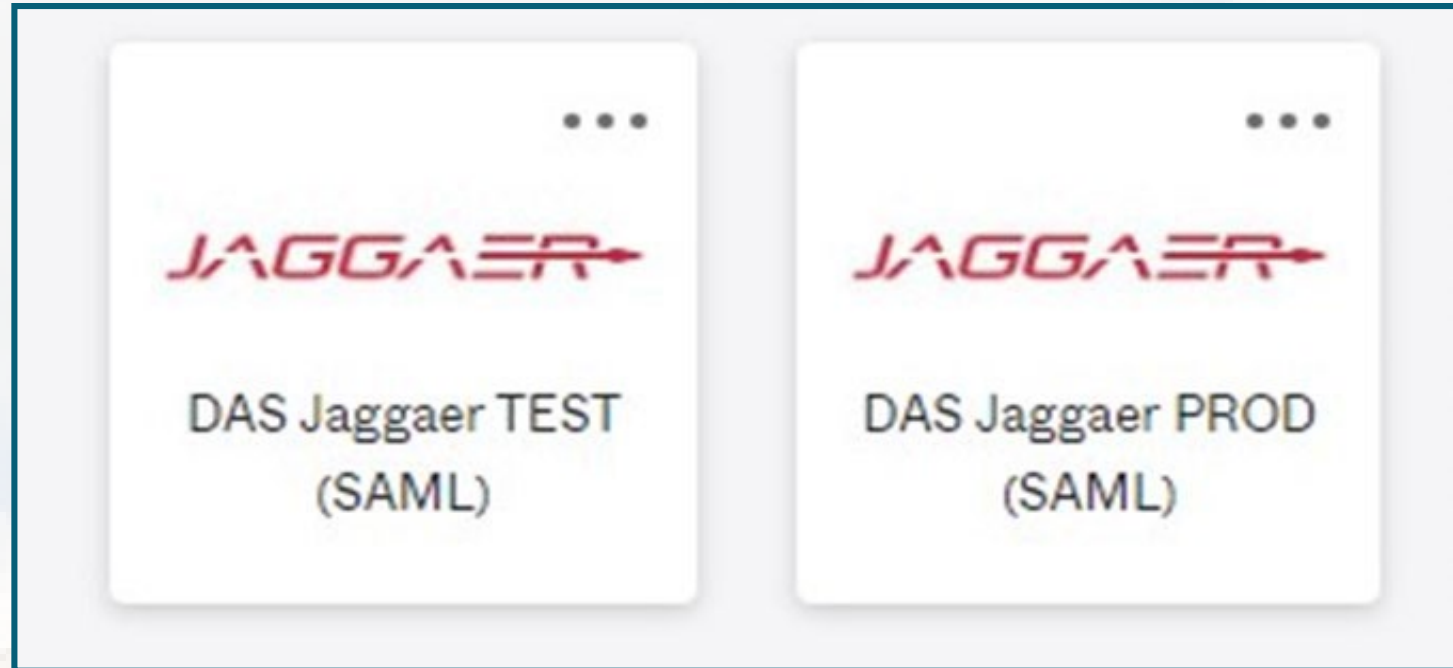 JAGGAER
DAS Jaggaer TEST
(SAML)
JAGGAER
DAS Jaggaer PROD
(SAML)